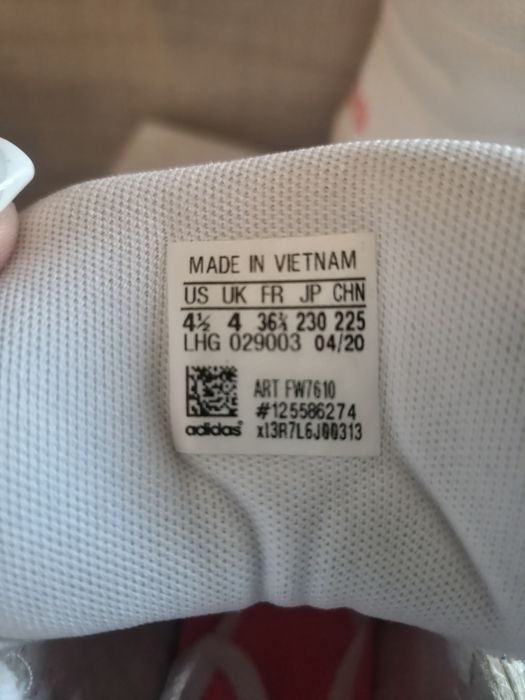 MADE IN VIETNAM
US UK FR JP CHN
4½ 4 36⅔ 230 225
LHG 029003 04/20
ART FW7610
#125586274
adidas® x13R7L6J00313